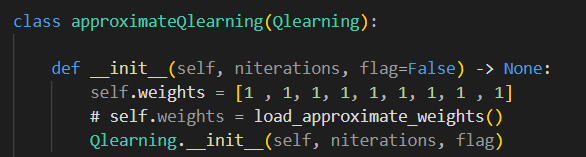 class approximateQlearning(Qlearning):
def __init__(self, niterations, flag=False) -> None:
self.weights = [1 , 1, 1, 1, 1, 1, 1, 1 , 1]
# self.weights = load_approximate_weights()
Qlearning.__init__(self, niterations, flag)